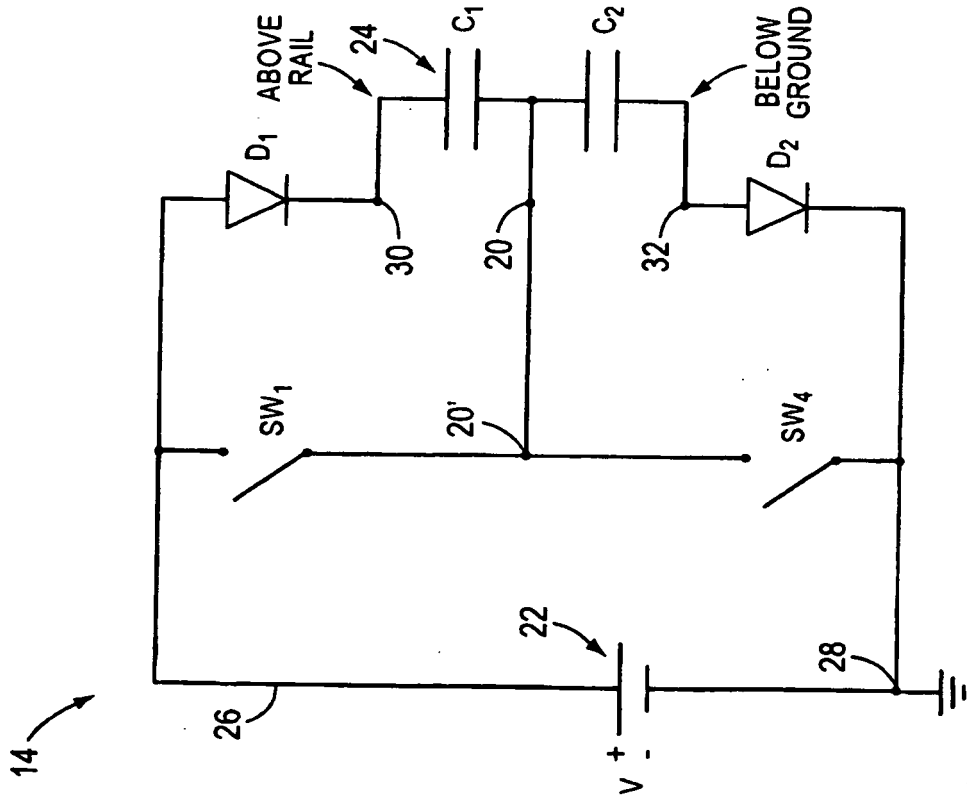 14
26
22
V
+
-
28
SW1
20'
SW4
D1
30
20
32
D2
ABOVE
RAIL
24
C1
C2
BELOW
GROUND